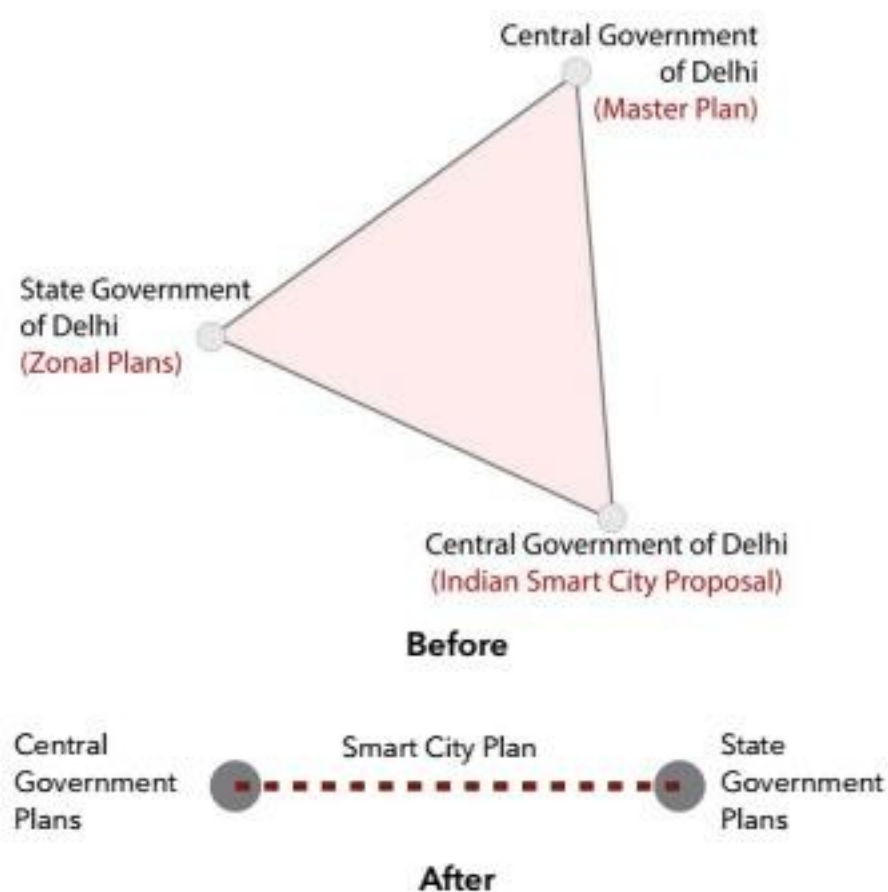 Central Government
of Delhi
(Master Plan)
State Government
of Delhi
(Zonal Plans)
Central Government of Delhi
(Indian Smart City Proposal)
Before
Central
Government
Plans
Smart City Plan
State
Government
Plans
After